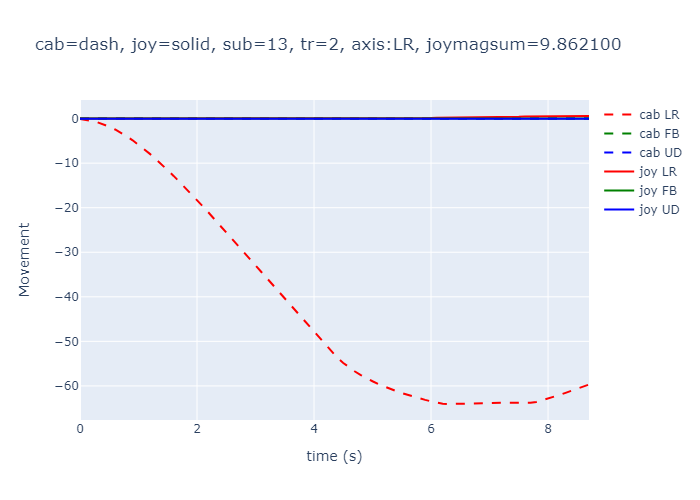 cab=dash, joy=solid, sub=13, tr=2, axis:LR, joymagsum=9.862100
cab LR
cab FB
cab UD
joy LR
joy FB
joy UD
Movement
0
−10
−20
−30
−40
−50
−60
0
2
4
6
8
time (s)